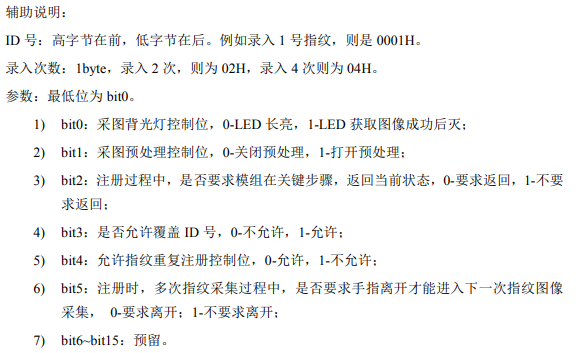 辅助说明：
ID 号：高字节在前，低字节在后。例如录入 1 号指纹，则是 0001H。
录入次数：1byte，录入 2 次，则为 02H，录入 4 次则为 04H。
参数：最低位为 bit0。
1) bit0：采图背光灯控制位，0-LED 长亮，1-LED 获取图像成功后灭；
2) bit1：采图预处理控制位，0-关闭预处理，1-打开预处理；
3) bit2：注册过程中，是否要求模组在关键步骤，返回当前状态，0-要求返回，1-不要
求返回；
4) bit3：是否允许覆盖 ID 号，0-不允许，1-允许；
5) bit4：允许指纹重复注册控制位，0-允许，1-不允许；
6) bit5：注册时，多次指纹采集过程中，是否要求手指离开才能进入下一次指纹图像
采集， 0-要求离开；1-不要求离开；
7) bit6~bit15：预留。